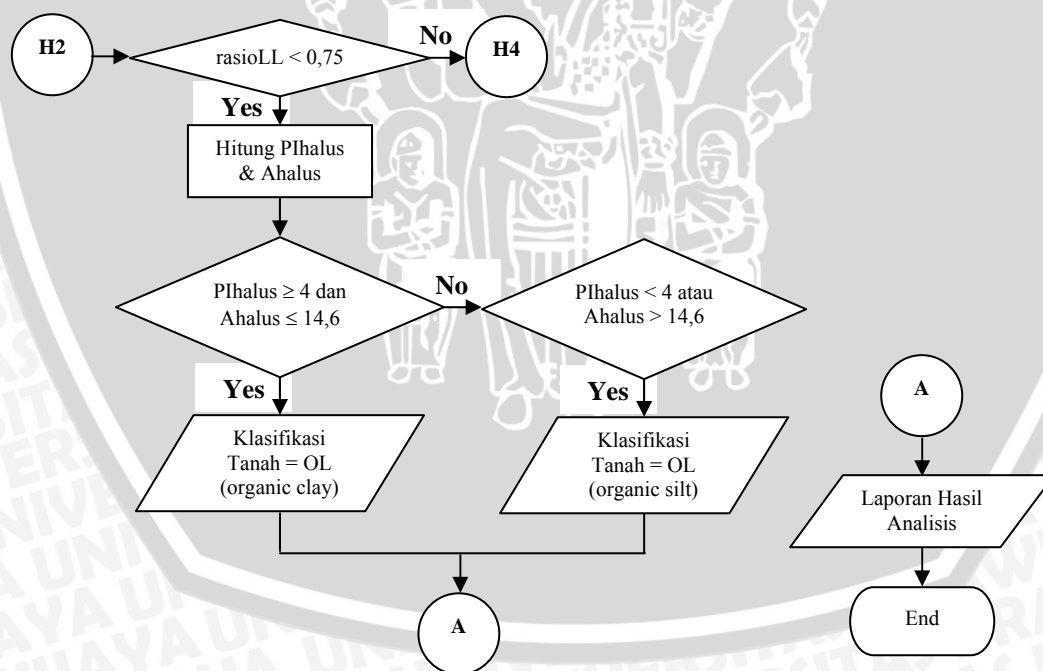 H2
rasioLL < 0,75
No
H4
Yes
Hitung PIhalus
& Ahalus
PIhalus ≥ 4 dan
Ahalus ≤ 14,6
No
PIhalus < 4 atau
Ahalus > 14,6
Yes
Klasifikasi
Tanah = OL
(organic clay)
Yes
Klasifikasi
Tanah = OL
(organic silt)
A
A
Laporan Hasil
Analisis
End